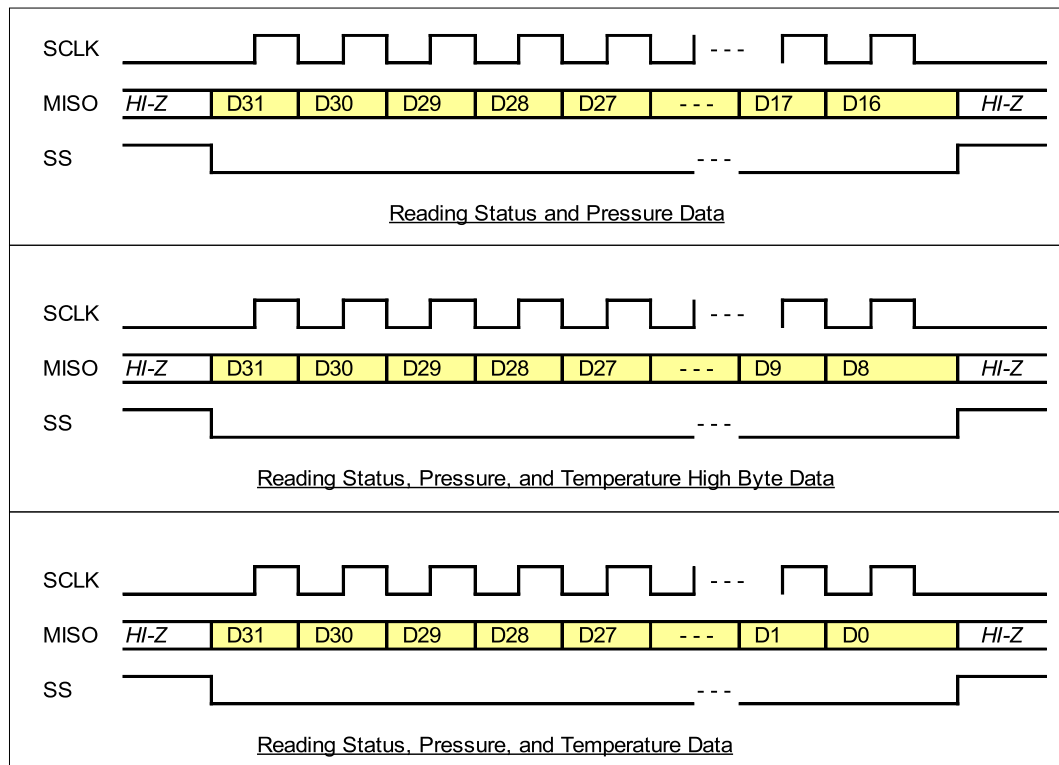 SCLK - - -
MISO HI-Z D31 D30 D29 D28 D27 - - - D17 D16 HI-Z
SS - - -
Reading Status and Pressure Data
SCLK - - -
MISO HI-Z D31 D30 D29 D28 D27 - - - D9 D8 HI-Z
SS - - -
Reading Status, Pressure, and Temperature High Byte Data
SCLK - - -
MISO HI-Z D31 D30 D29 D28 D27 - - - D1 D0 HI-Z
SS - - -
Reading Status, Pressure, and Temperature Data